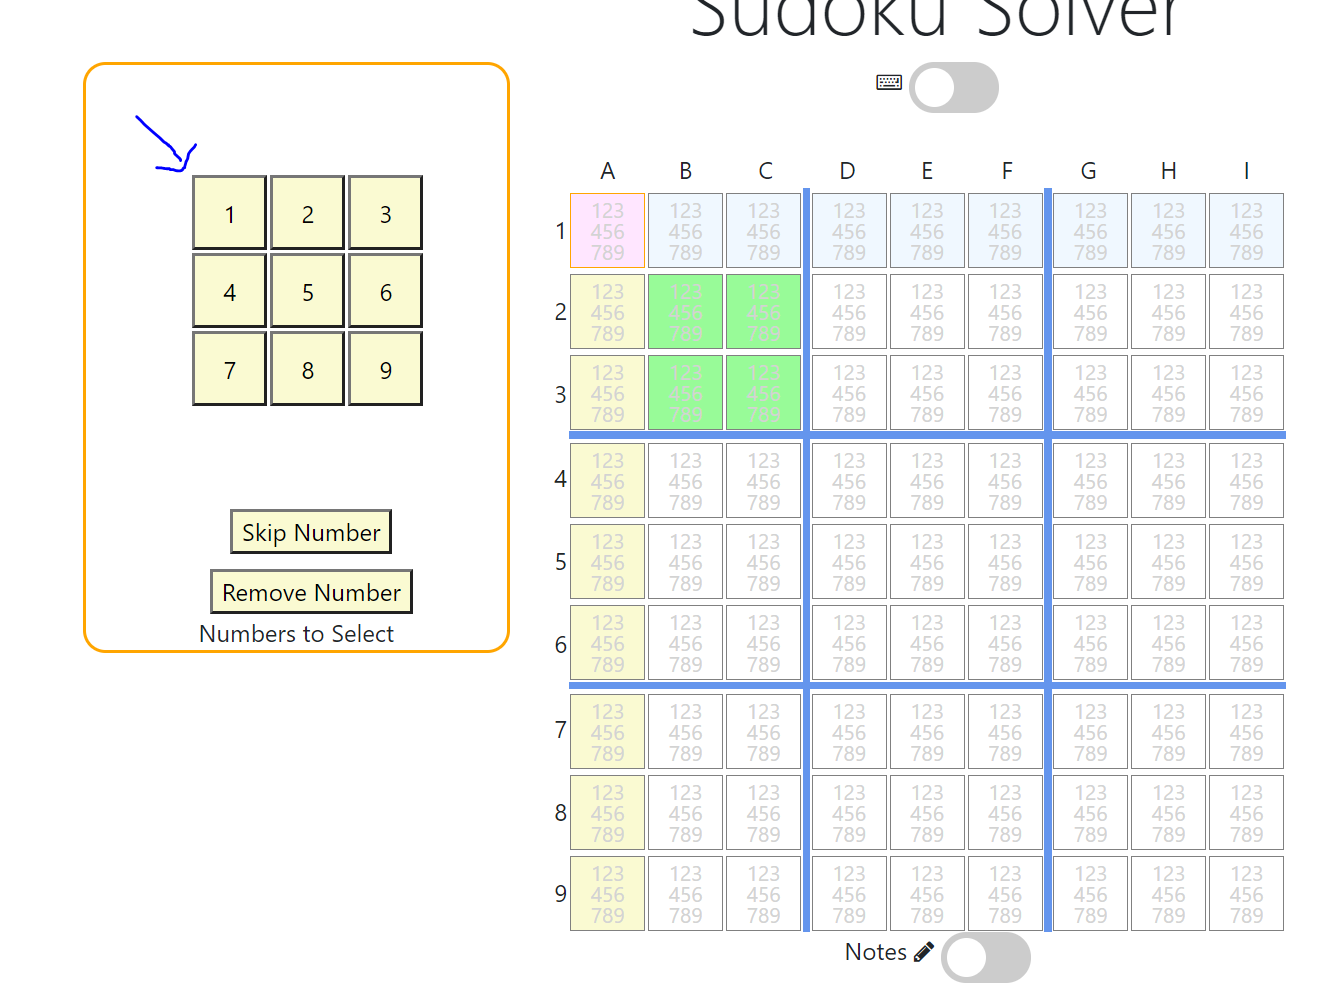 Sudoku Solver
1 2 3
4 5 6
7 8 9
Skip Number
Remove Number
Numbers to Select
A B C D E F G H I
1
123 123 123 123 123 123 123 123 123
456 456 456 456 456 456 456 456 456
789 789 789 789 789 789 789 789 789
2
123 123 123 123 123 123 123 123 123
456 456 456 456 456 456 456 456 456
789 789 789 789 789 789 789 789 789
3
123 123 123 123 123 123 123 123 123
456 456 456 456 456 456 456 456 456
789 789 789 789 789 789 789 789 789
4
123 123 123 123 123 123 123 123 123
456 456 456 456 456 456 456 456 456
789 789 789 789 789 789 789 789 789
5
123 123 123 123 123 123 123 123 123
456 456 456 456 456 456 456 456 456
789 789 789 789 789 789 789 789 789
6
123 123 123 123 123 123 123 123 123
456 456 456 456 456 456 456 456 456
789 789 789 789 789 789 789 789 789
7
123 123 123 123 123 123 123 123 123
456 456 456 456 456 456 456 456 456
789 789 789 789 789 789 789 789 789
8
123 123 123 123 123 123 123 123 123
456 456 456 456 456 456 456 456 456
789 789 789 789 789 789 789 789 789
9
123 123 123 123 123 123 123 123 123
456 456 456 456 456 456 456 456 456
789 789 789 789 789 789 789 789 789
Notes